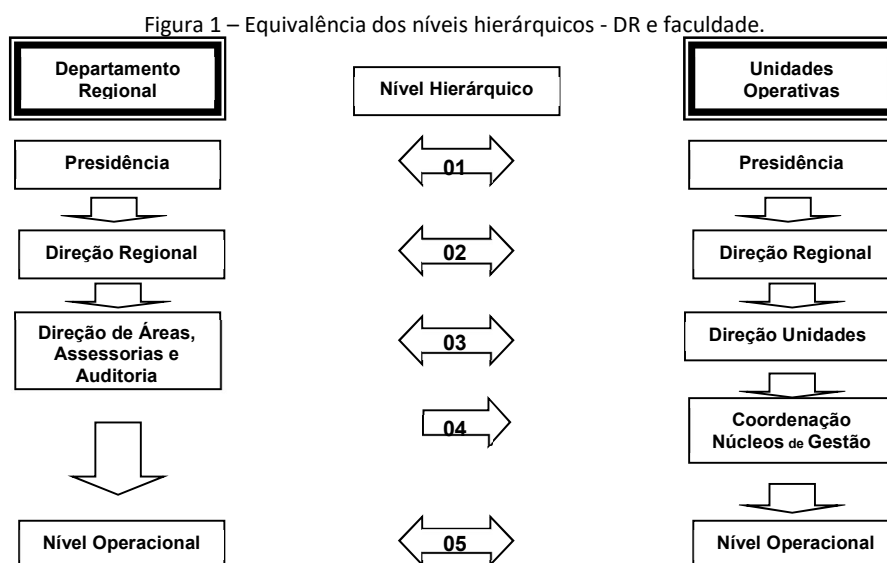 Figura 1 – Equivalência dos níveis hierárquicos - DR e faculdade.
Departamento
Regional
Nível Hierárquico
Unidades
Operativas
Presidência
01
Presidência
Direção Regional
02
Direção Regional
Direção de Áreas,
Assessorias e
Auditoria
03
Direção Unidades
04
Coordenação
Núcleos de Gestão
Nível Operacional
05
Nível Operacional